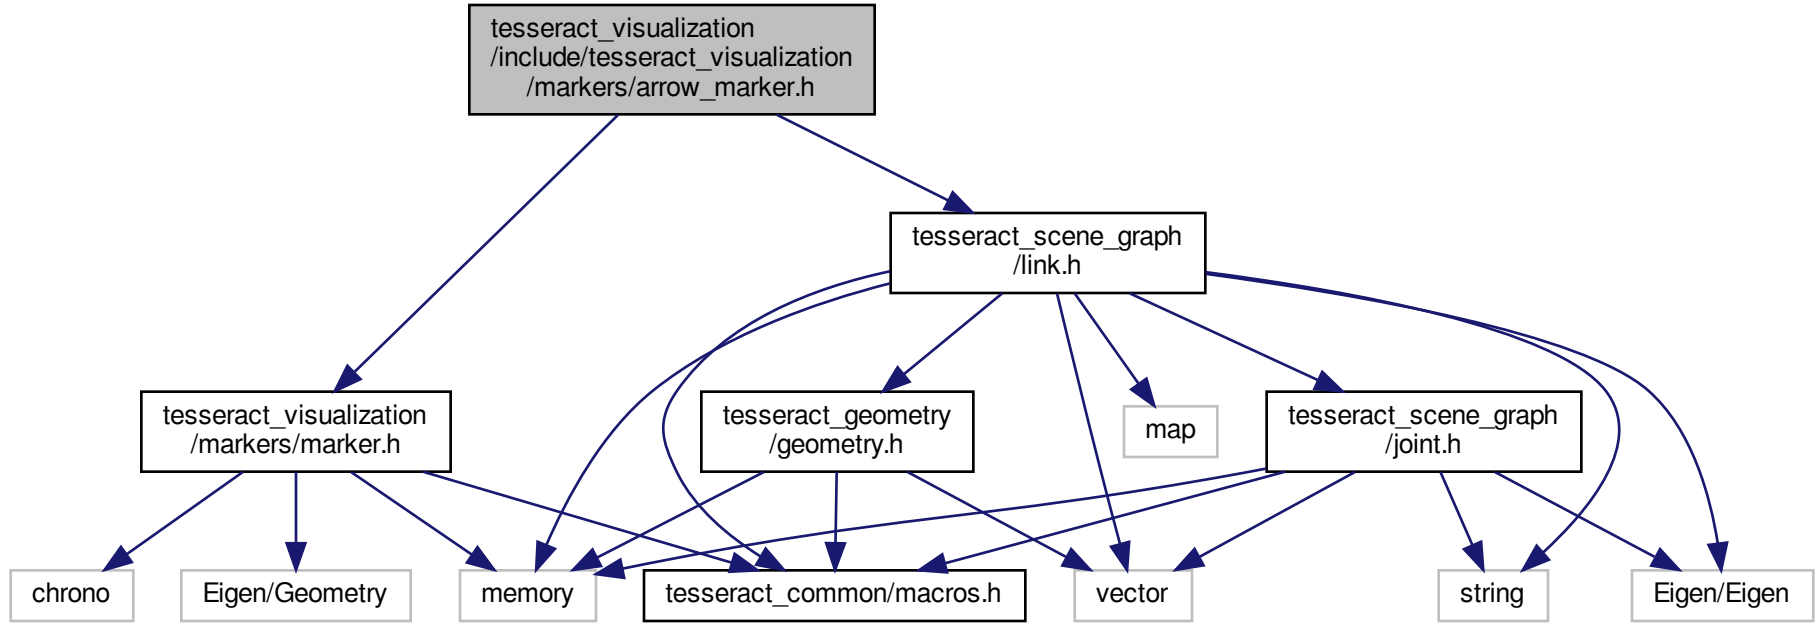 tesseract_visualization
/include/tesseract_visualization
/markers/arrow_marker.h
tesseract_scene_graph
/link.h
tesseract_visualization
/markers/marker.h
tesseract_geometry
/geometry.h
map
tesseract_scene_graph
/joint.h
chrono
Eigen/Geometry
memory
tesseract_common/macros.h
vector
string
Eigen/Eigen